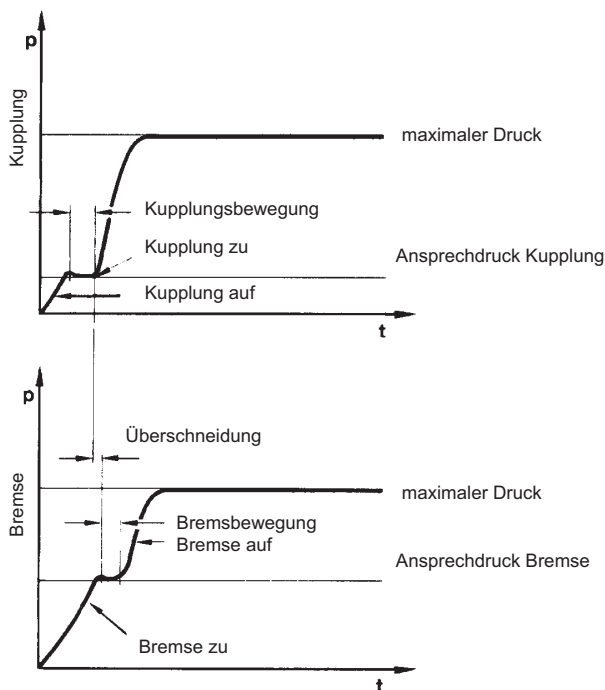 p
Kupplung
maximaler Druck
Kupplungsbewegung
Kupplung zu
Ansprechdruck Kupplung
Kupplung auf
t
p
Überschneidung
Bremse
maximaler Druck
Bremsbewegung
Bremse auf
Ansprechdruck Bremse
Bremse zu
t